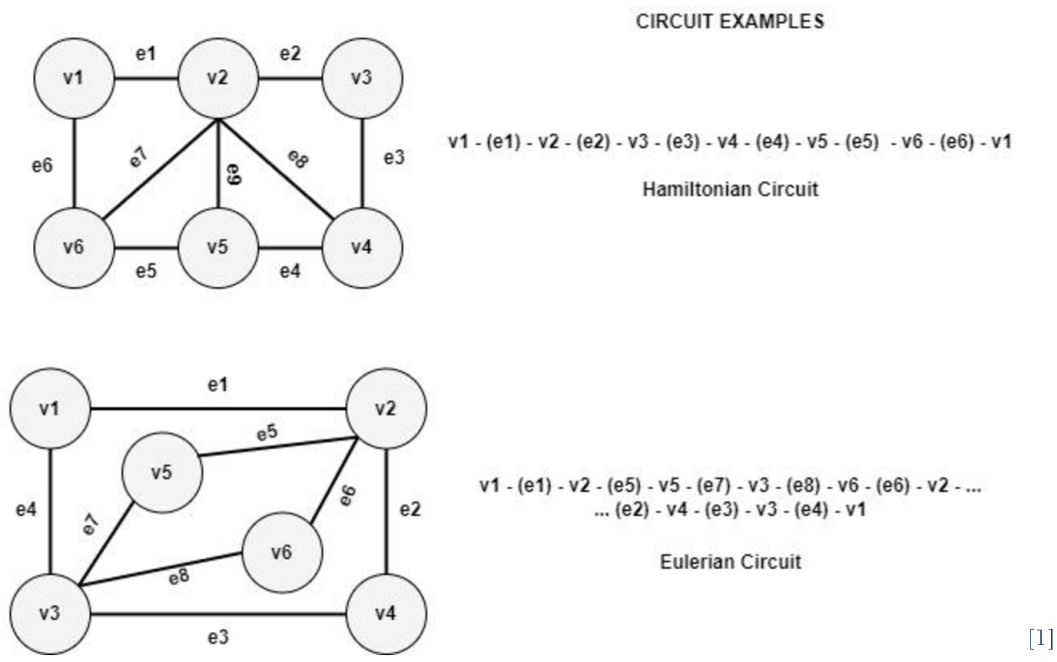 CIRCUIT EXAMPLES
e1
e2
v1
v2
v3
v1 - (e1) - v2 - (e2) - v3 - (e3) - v4 - (e4) - v5 - (e5) - v6 - (e6) - v1
e6
e7
e9
e8
e3
Hamiltonian Circuit
v6
v5
v4
e5
e4
e1
v1
v2
e5
v5
e4
e7
e6
e2
v1 - (e1) - v2 - (e5) - v5 - (e7) - v3 - (e8) - v6 - (e6) - v2 - ...
... (e2) - v4 - (e3) - v3 - (e4) - v1
v6
Eulerian Circuit
e8
v3
v4
e3
[1]